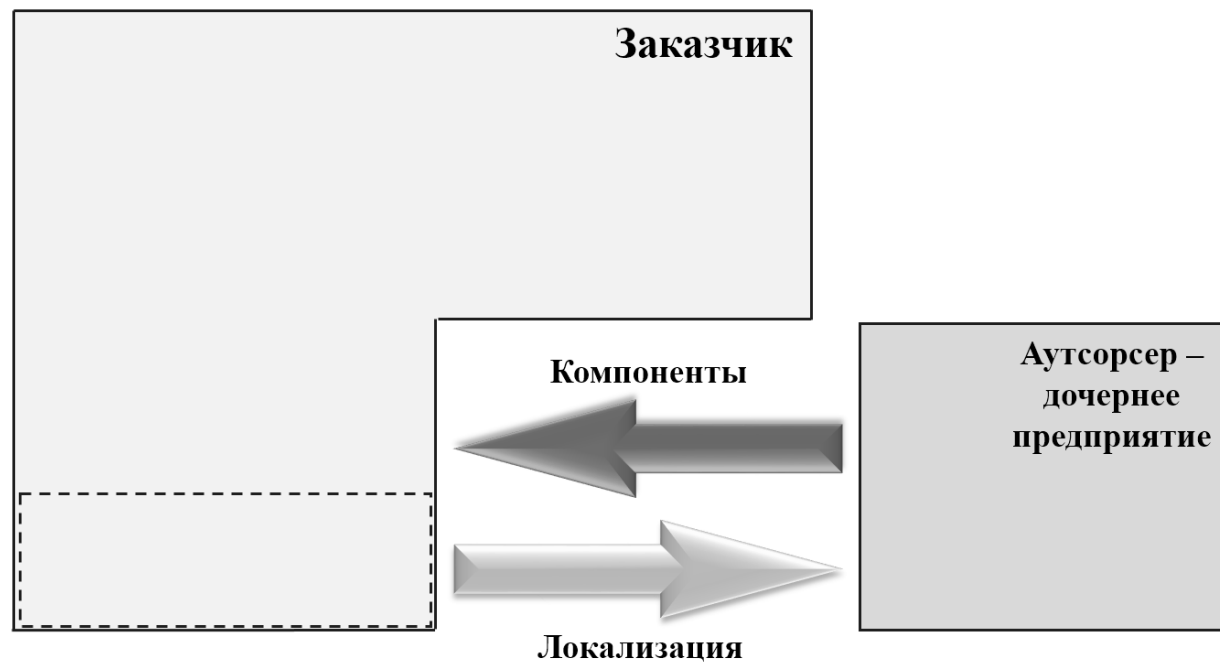 Заказчик
Компоненты
Аутсорсер –
дочернее
предприятие
Локализация